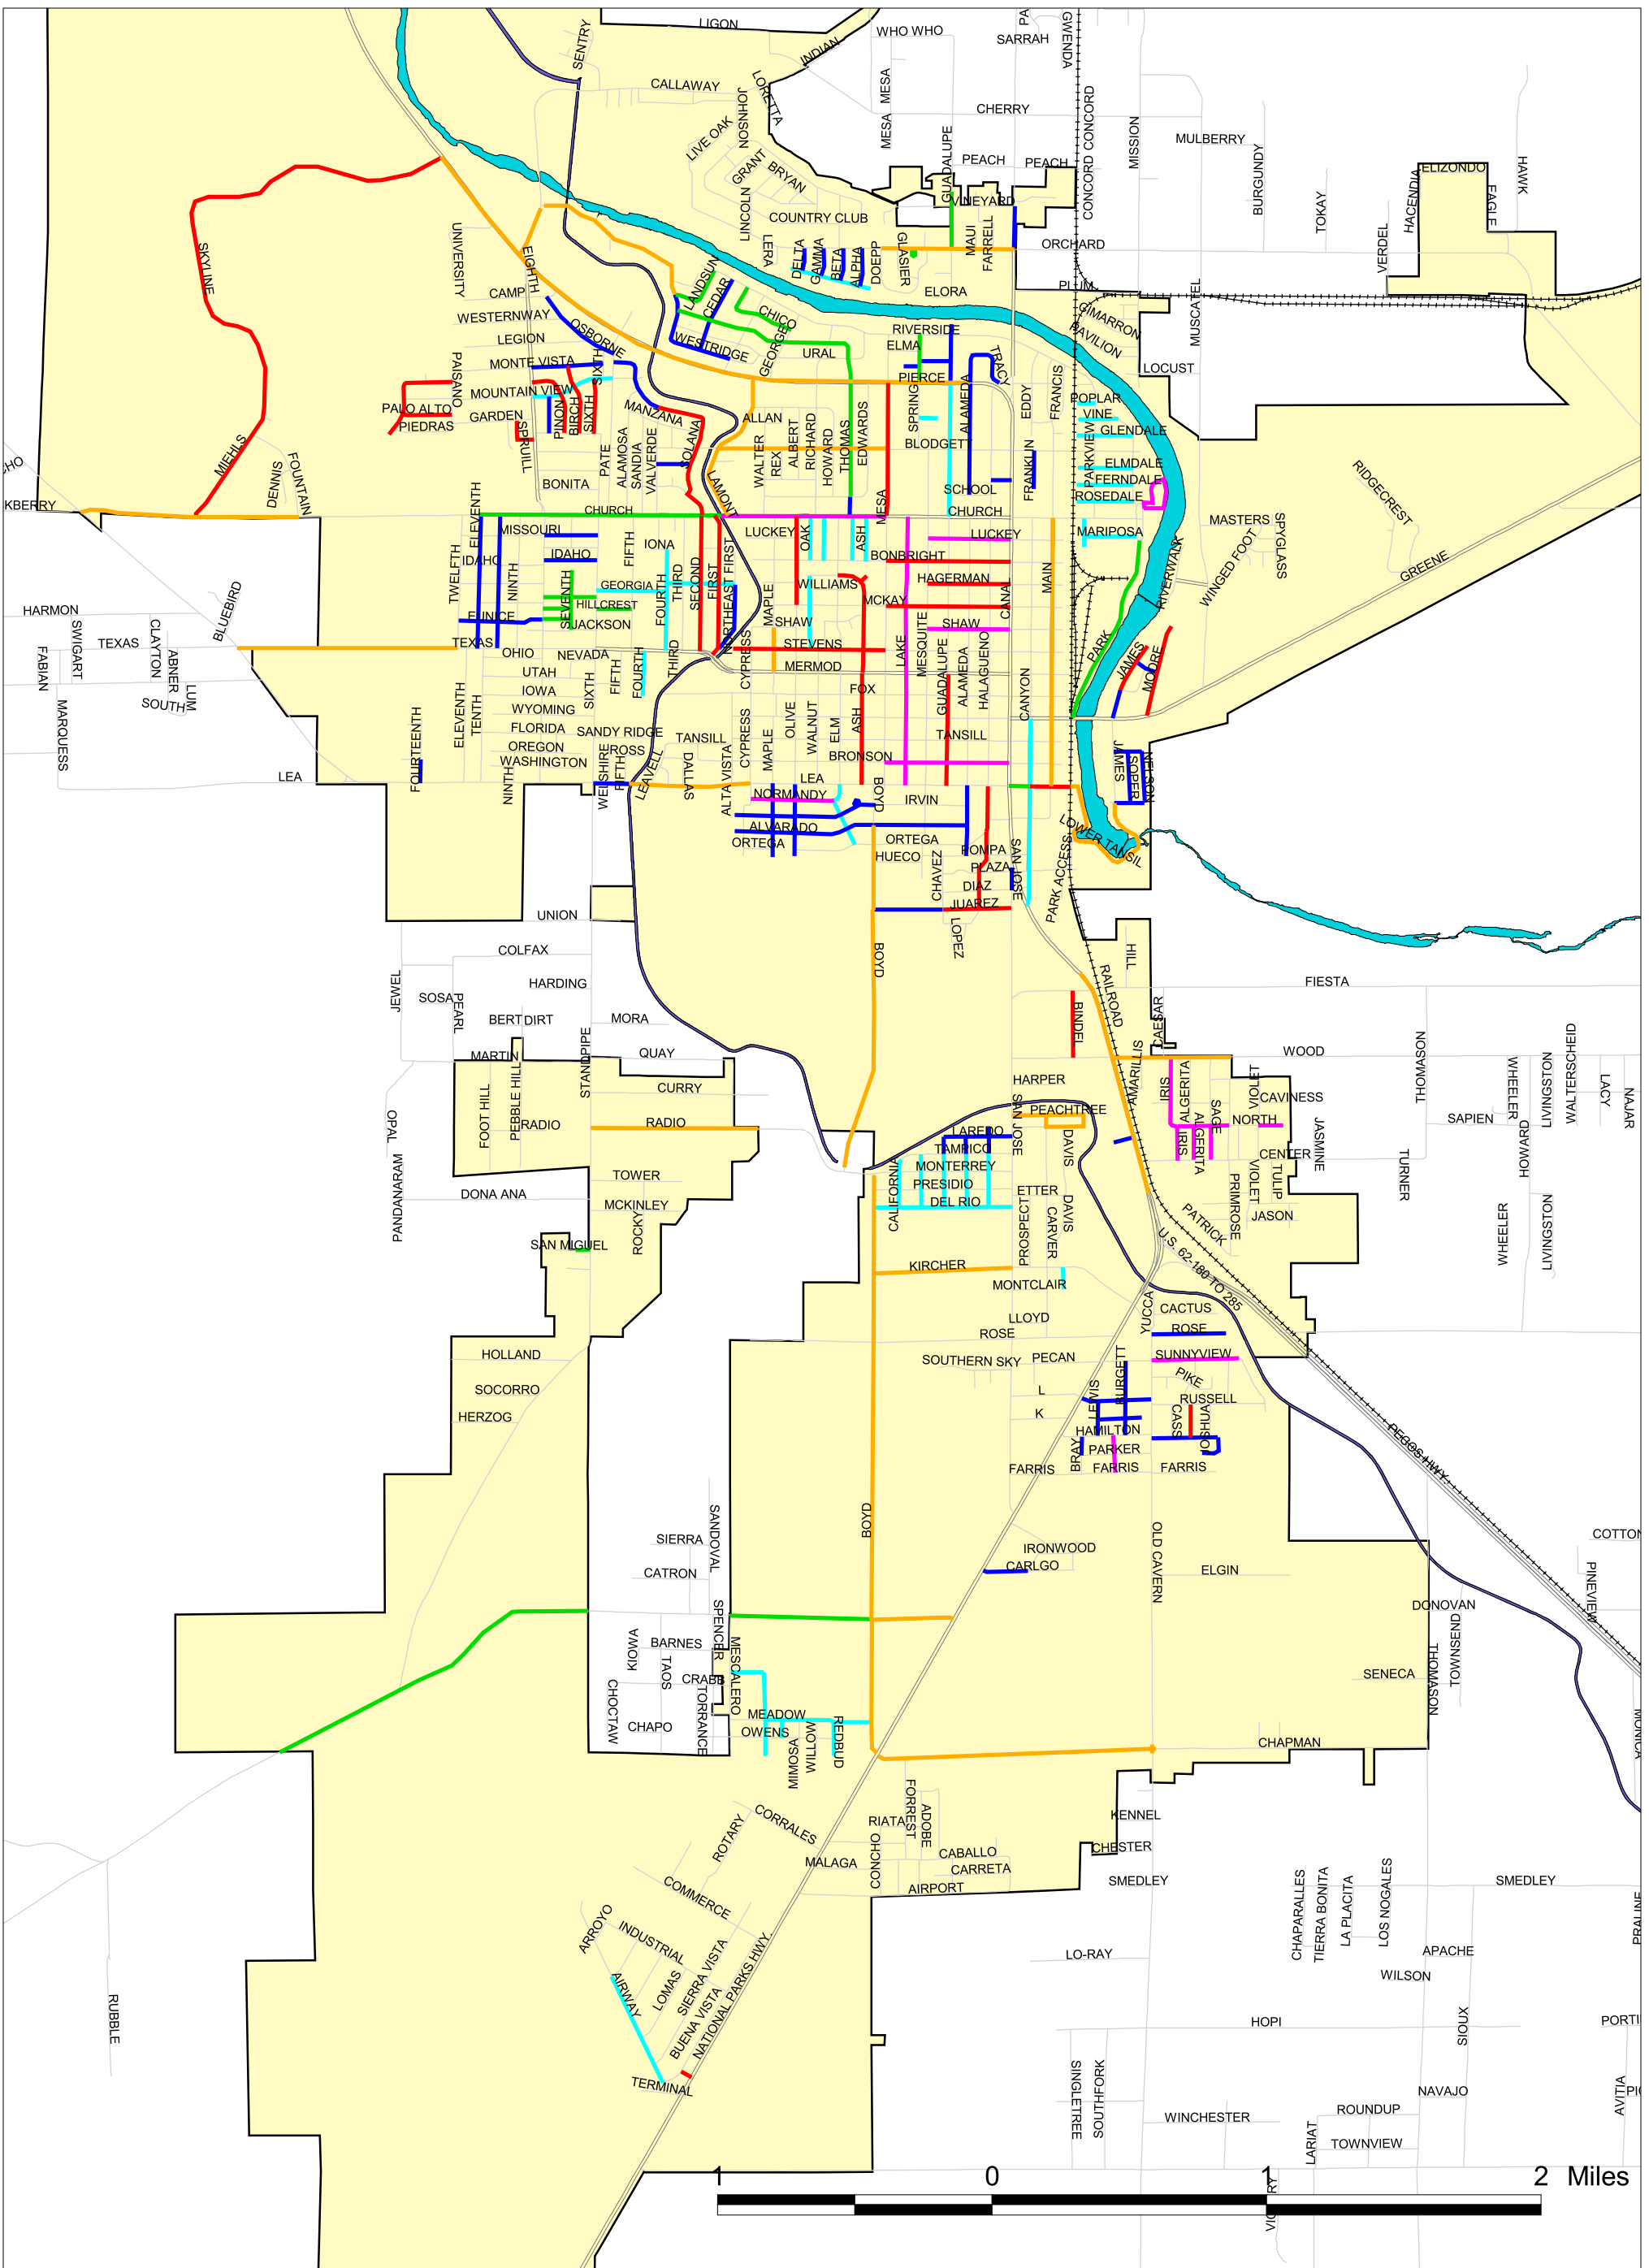 LIGON
SENTRY
WHO WHO
PA
GWENDA
SARRAH
INDIAN
CALLAWAY
LORETTA
JOHNSON
MESA
MESA
CHERRY
CONCORD
CONCORD
MISSION
MULBERRY
LIVE OAK
GRANT
BRYAN
GUADALUPE
PEACH
PEACH
BURGUNDY
TOKAY
HACENDIA
ELIZONDO
EAGLE
HAWK
VINEYARD
LINCOLN
COUNTRY CLUB
LERA
DELTA
GAMMA
BETA
ALPHA
DOEPP
GLASIER
MAUI
FARRELL
ORCHARD
VERDEL
SKYLINE
UNIVERSITY
EIGHTH
CAMP
WESTERNWAY
LEGION
OSBORNE
LANDSUN
CEDAR
CHICO
ELORA
PLUM
CIMARRON
PAVILION
MUSCATEL
LOCUST
MONTE VISTA
SIXTH
WESTRIDGE
GEORGE
URAL
RIVERSIDE
ELMA
TRACY
PIERCE
PAISANO
MOUNTAIN VIEW
PALO ALTO
PIEDRAS
GARDEN
SPRUILL
PINON
BIRCH
SIXTH
MANZANA
ALLAN
SPRING
ALAMEDA
EDDY
FRANCIS
POPLAR
VINE
GLENDALE
MIEHLS
DENNIS
FOUNTAIN
PATE
ALAMOSA
SANDIA
VALVERDE
SOLANA
LAMONT
WALTER
REX
ALBERT
RICHARD
HOWARD
THOMAS
EDWARDS
BLODGETT
FRANKLIN
PARKVIEW
ELMDALE
FERNDALE
ROSEDALE
RIDGECREST
CHO
KBERRY
BONITA
SCHOOL
CHURCH
CHURCH
MESA
ELEVENTH
MISSOURI
FIFTH
IONA
LUCKEY
OAK
ASH
LUCKEY
MARIPOSA
MASTERS
SPYGLASS
WINGED FOOT
TWELFTH
IDAHO
IDAHO
NINTH
GEORGIA
FOURTH
THIRD
SECOND
FIRST
NORTHEAST FIRST
BONBRIGHT
WILLIAMS
HAGERMAN
CANAL
MAIN
RIVERWALK
GREENE
HARMON
BLUEBIRD
EUNICE
SEVENTH
HILLCREST
JACKSON
MAPLE
SHAW
MCKAY
SHAW
SWIGART
TEXAS
CLAYTON
TEXAS
OHIO
NEVADA
STEVENS
MERMOD
CYPRESS
LAKE
MESQUITE
GUADALUPE
ALAMEDA
HALAGUENO
PARK
JAMES
MOORE
FABIAN
ABNER
LUM
SOUTH
UTAH
IOWA
SIXTH
FIFTH
FOURTH
THIRD
FOX
CANYON
MARQUESS
WYOMING
FLORIDA
ELEVENTH
TENTH
SANDY RIDGE
OREGON
ROSS
WASHINGTON
TANSILL
CYPRESS
MAPLE
OLIVE
WALNUT
ELM
ASH
TANSILL
BRONSON
JAMES
SOPER
NELSON
LEA
FOURTEENTH
NINTH
WELSHIRE
FIFTH
LEAVELL
DALLAS
ALTA VISTA
LEA
NORMANDY
BOYD
IRVIN
ALVARADO
ORTEGA
ORTEGA
HUECO
CHAVEZ
POMPA
PLAZA
DIAZ
JUAREZ
LOPEZ
SAN JOSE
PARK ACCESS
LOWER TANSIL
UNION
COLFAX
BOYD
HILL
JEWEL
SOSA
PEARL
HARDING
BERT
DIRT
MORA
RAILROAD
BINDEL
CAESAR
FIESTA
MARTIN
STANDPIPE
QUAY
CURRY
FOOT HILL
PEBBLE HILL
RADIO
RADIO
OPAL
HARPER
PEACHTREE
SAN JOSE
AMARILLIS
WOOD
THOMASON
WHEELER
LIVINGSTON
WALTERSCHEID
LACY
NAJAR
IRIS
ALGERITA
SAGE
VIOLET
CAVINESS
NORTH
SAPIEN
HOWARD
PANDANARAM
TOWER
DONA ANA
MCKINLEY
ROCKY
SAN MIGUEL
LAREDO
TAMPICO
MONTERREY
PRESIDIO
DEL RIO
CALIFORNIA
DAVIS
ETTER
PROSPECT
CARVER
DAVIS
IRIS
ALGERITA
CENTER
JASMINE
TURNER
PRIMROSE
VIOLET
TULIP
JASON
PATRICK
WHEELER
LIVINGSTON
KIRCHER
MONTCLAIR
U.S. 62-180 TO 285
YUCCA
CACTUS
LLOYD
ROSE
ROSE
HOLLAND
SOCORRO
HERZOG
SOUTHERN SKY
PECAN
SUNNYVIEW
PIKE
L
K
LEWIS
BURGETT
RUSSELL
CASS
JOSHUA
HAMILTON
BRAY
PARKER
FARRIS
FARRIS
FARRIS
PECOS HWY.
BOYD
SANDOVAL
SIERRA
CATRON
IRONWOOD
CARLGO
OLD CAVERN
ELGIN
COTTON
PINEVIEW
DONOVAN
TOWNSEND
THOMASON
SENECA
KIOWA
BARNES
SPENCER
TAOS
CRABB
MESCALERO
CHOCTAW
CHAPO
TORRANCE
MEADOW
OWENS
MIMOSA
WILLOW
REDBUD
CHAPMAN
MONICA
CORRALES
ROTARY
RIATA
FORREST
ADOBE
CONCHO
CABALLO
MALAGA
CARRETA
AIRPORT
KENNEL
CHESTER
SMEDLEY
SMEDLEY
COMMERCE
ARROYO
INDUSTRIAL
AIRWAY
LOMAS
SIERRA VISTA
BUENA VISTA
NATIONAL PARKS HWY.
TERMINAL
CHAPARALLES
TIERRA BONITA
LA PLACITA
LOS NOGALES
PRALINE
LO-RAY
APACHE
WILSON
RUBBLE
HOPI
SIOUX
PORTI
SINGLETREE
SOUTHFORK
NAVAJO
AVITIA
PI
WINCHESTER
ROUNDUP
LARIAT
TOWNVIEW
1 0 1 2 Miles